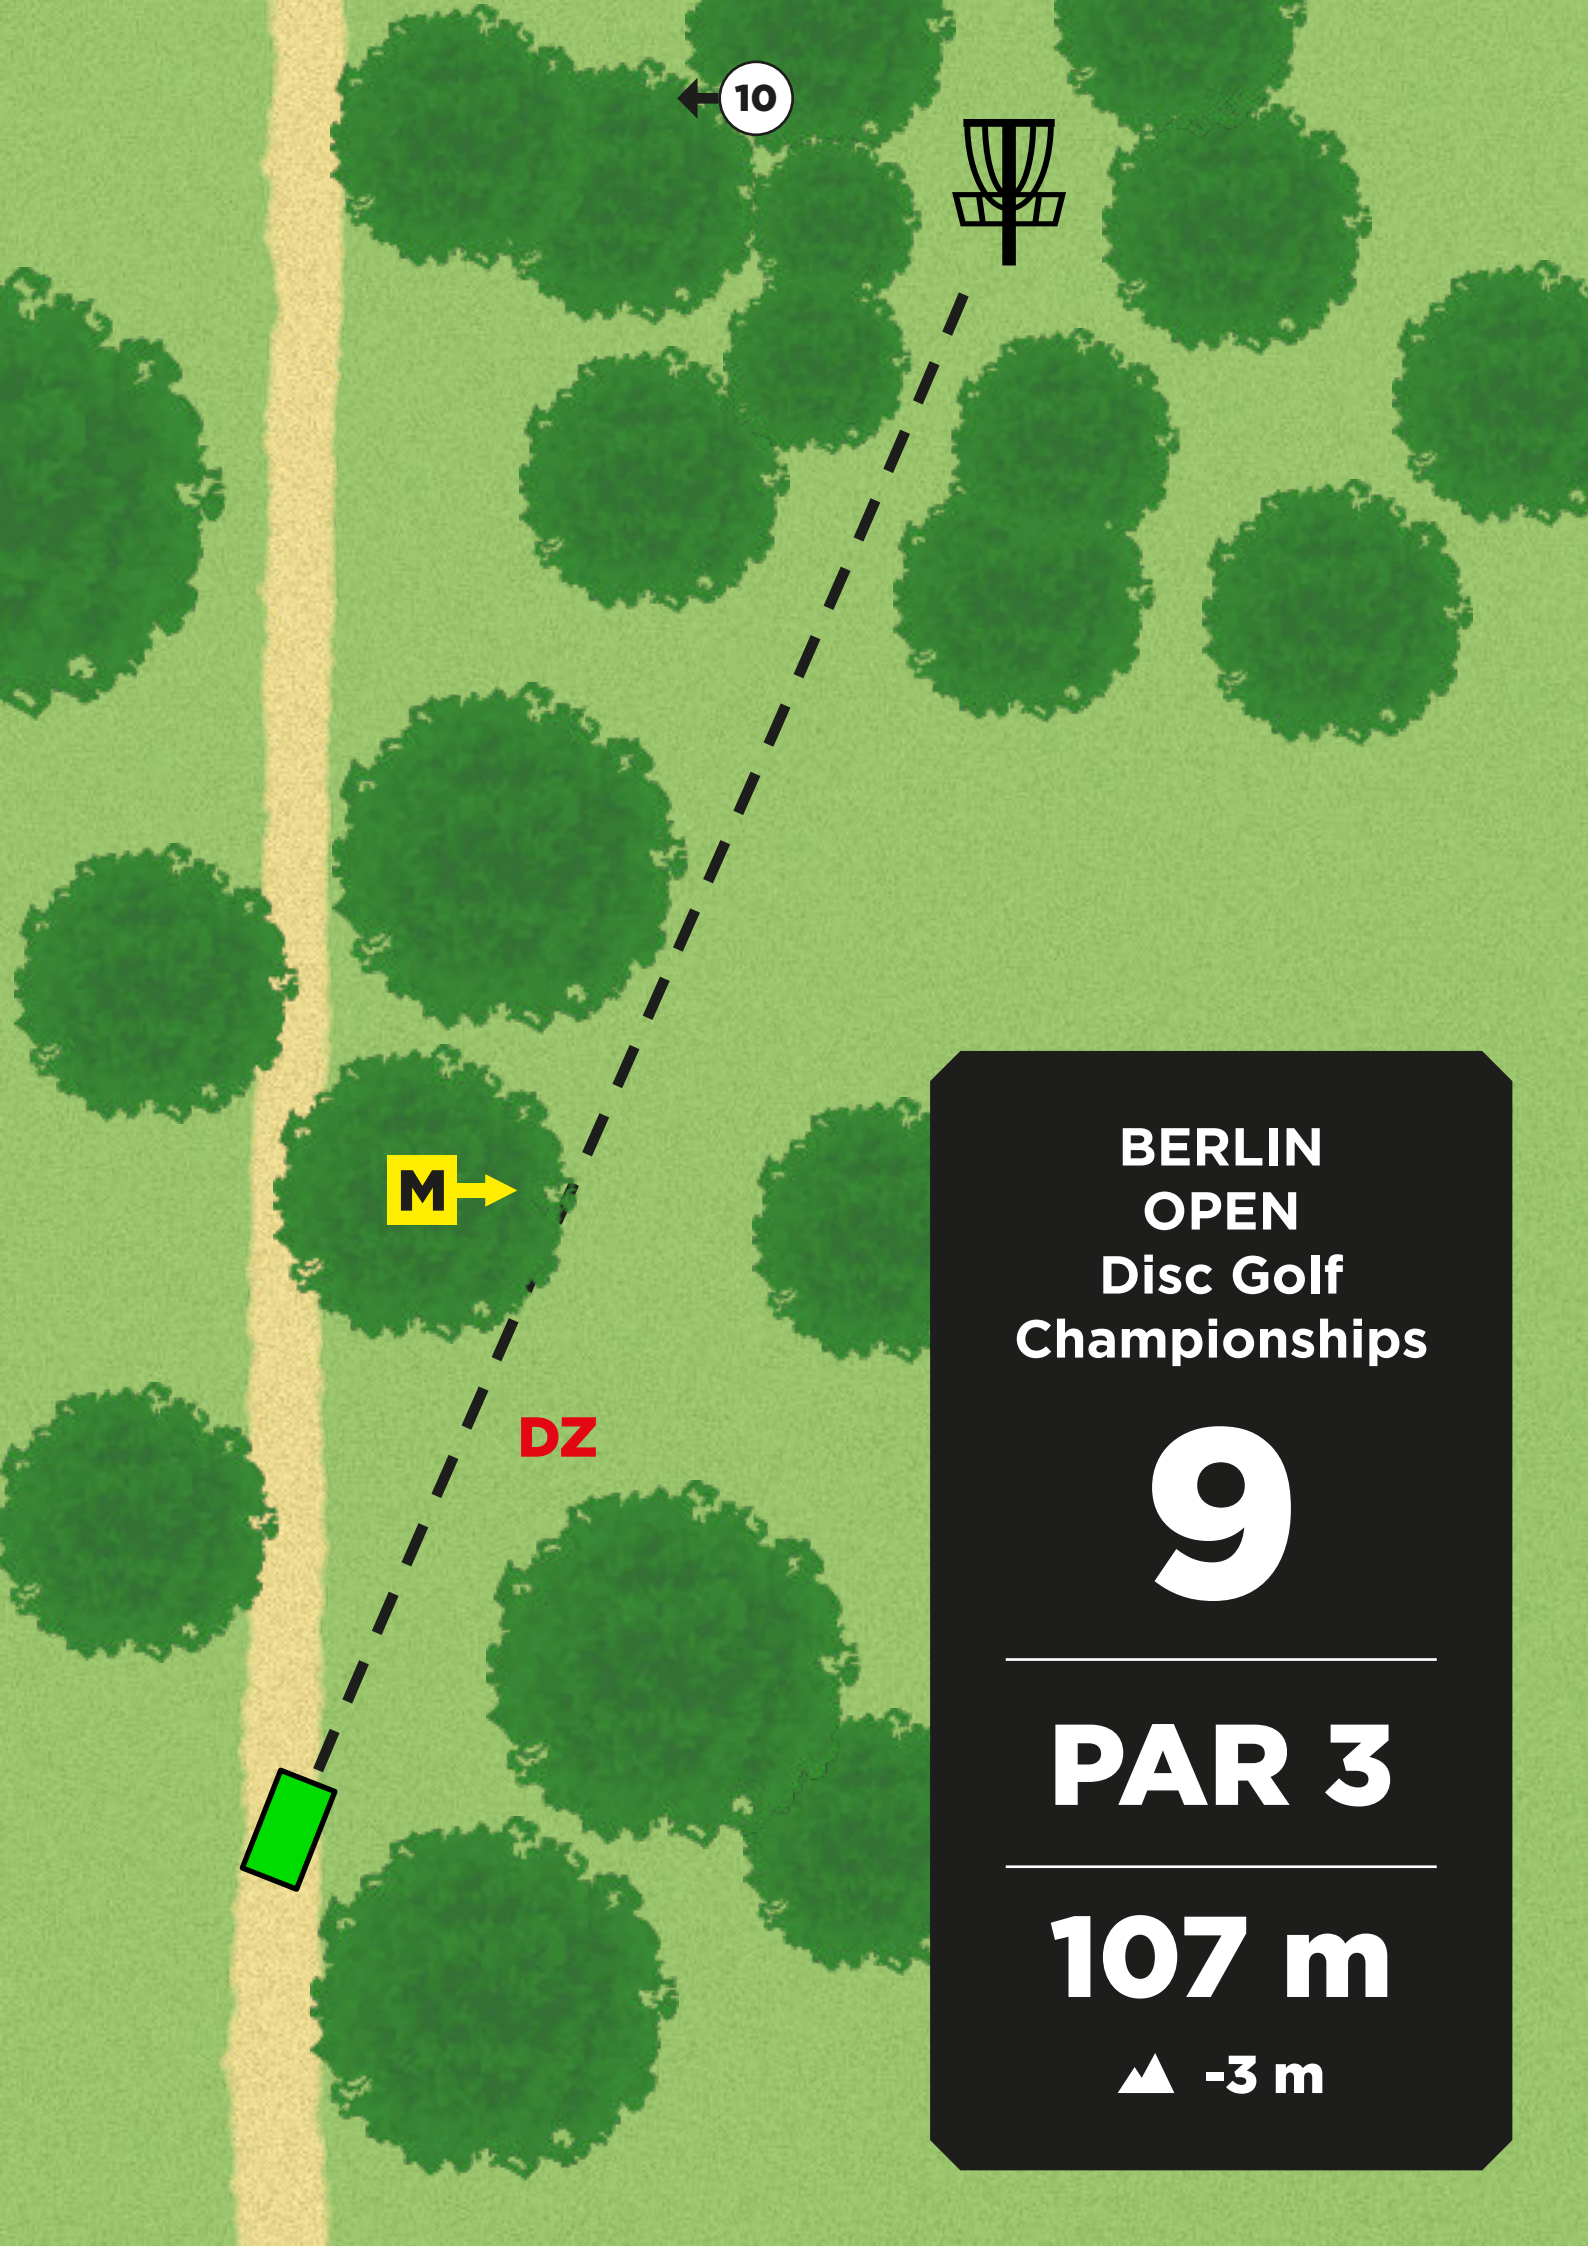 10
M
DZ
BERLIN
OPEN
Disc Golf
Championships
9
PAR 3
107 m
-3 m